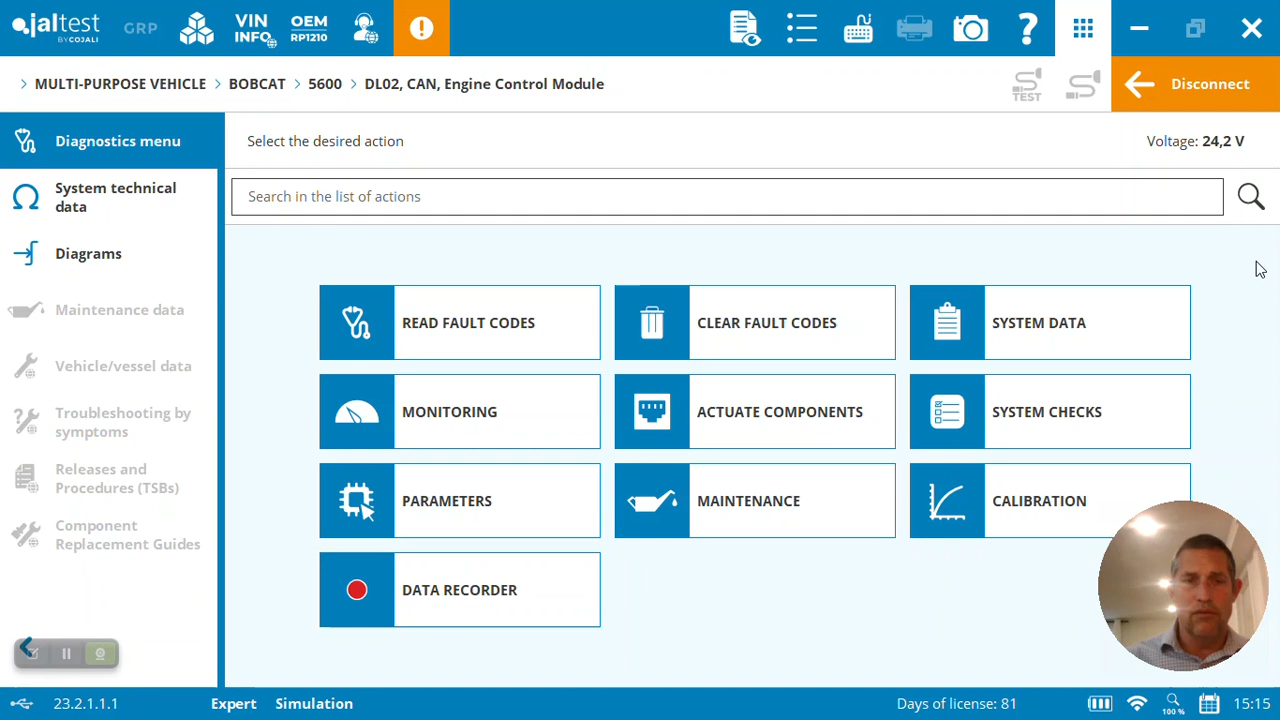 jaltest
BY COJALI
GRP
VIN
INFO
OEM
RP1210
MULTI-PURPOSE VEHICLE
BOBCAT
5600
DL02, CAN, Engine Control Module
TEST
Disconnect
Diagnostics menu
System technical
data
Diagrams
Maintenance data
Vehicle/vessel data
Troubleshooting by
symptoms
Releases and
Procedures (TSBs)
Component
Replacement Guides
Select the desired action
Voltage: 24,2 V
Search in the list of actions
READ FAULT CODES
CLEAR FAULT CODES
SYSTEM DATA
MONITORING
ACTUATE COMPONENTS
SYSTEM CHECKS
PARAMETERS
MAINTENANCE
CALIBRATION
DATA RECORDER
23.2.1.1.1
Expert
Simulation
Days of license: 81
100 %
15:15